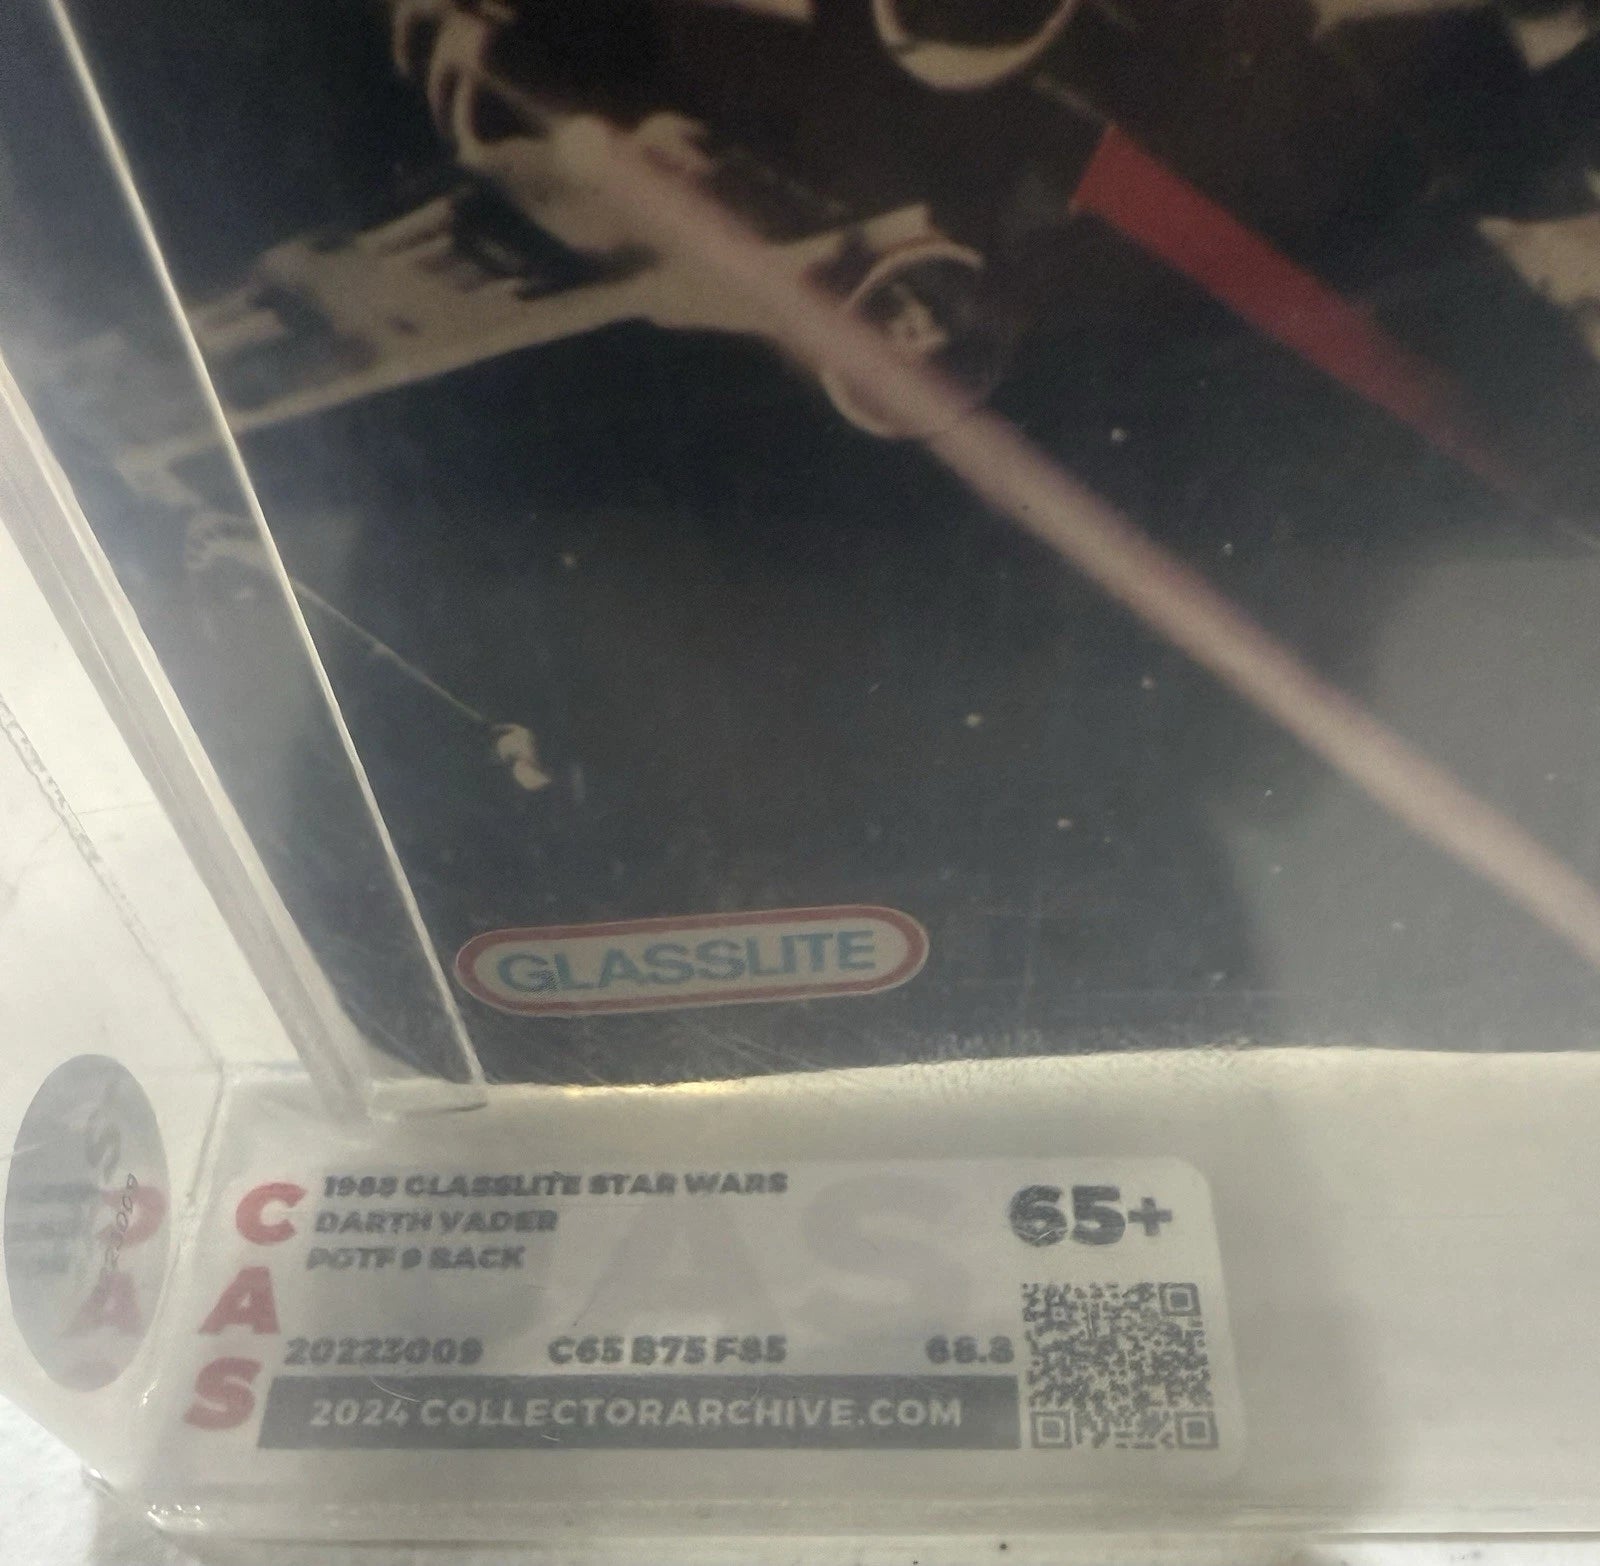 GLASSLITE
1988 GLASSLITE STAR WARS
DARTH VADER
POTF 9 BACK
65+
CAS
20223009 C65 B75 F85 68.8
2024 COLLECTORARCHIVE.COM